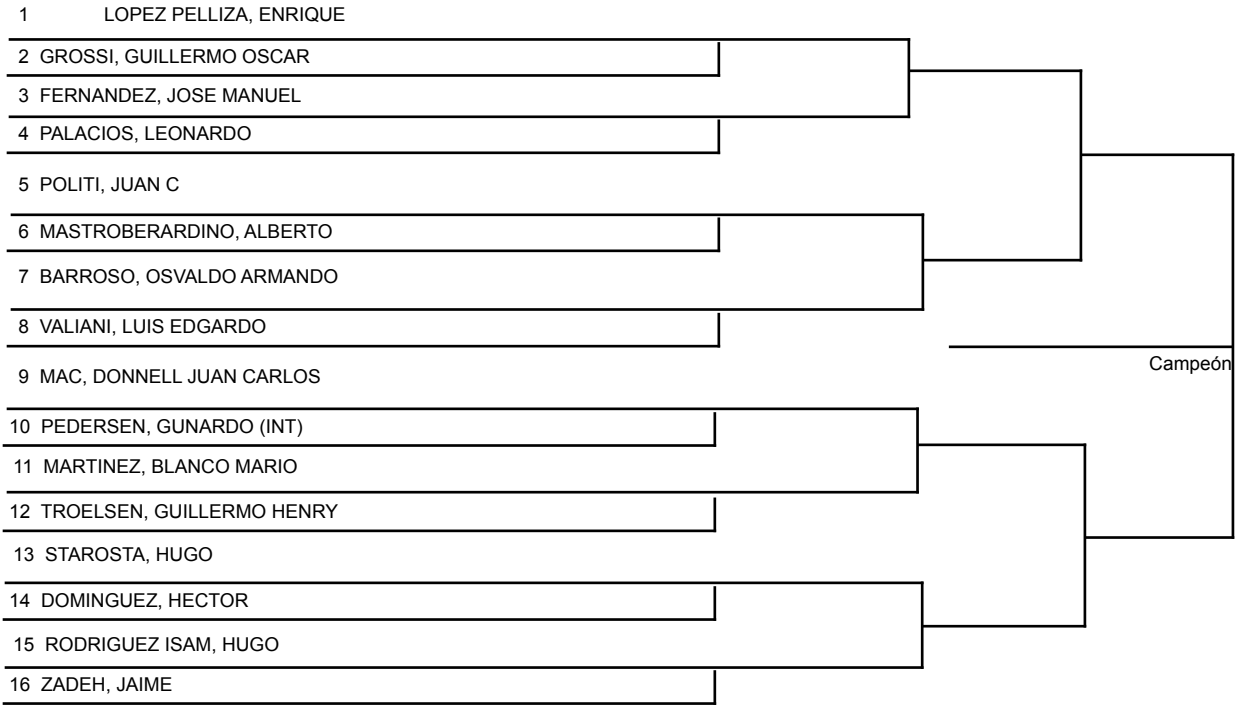 1 LOPEZ PELLIZA, ENRIQUE
2 GROSSI, GUILLERMO OSCAR
3 FERNANDEZ, JOSE MANUEL
4 PALACIOS, LEONARDO
5 POLITI, JUAN C
6 MASTROBERARDINO, ALBERTO
7 BARROSO, OSVALDO ARMANDO
8 VALIANI, LUIS EDGARDO
Campeón
9 MAC, DONNELL JUAN CARLOS
10 PEDERSEN, GUNARDO (INT)
11 MARTINEZ, BLANCO MARIO
12 TROELSEN, GUILLERMO HENRY
13 STAROSTA, HUGO
14 DOMINGUEZ, HECTOR
15 RODRIGUEZ ISAM, HUGO
16 ZADEH, JAIME